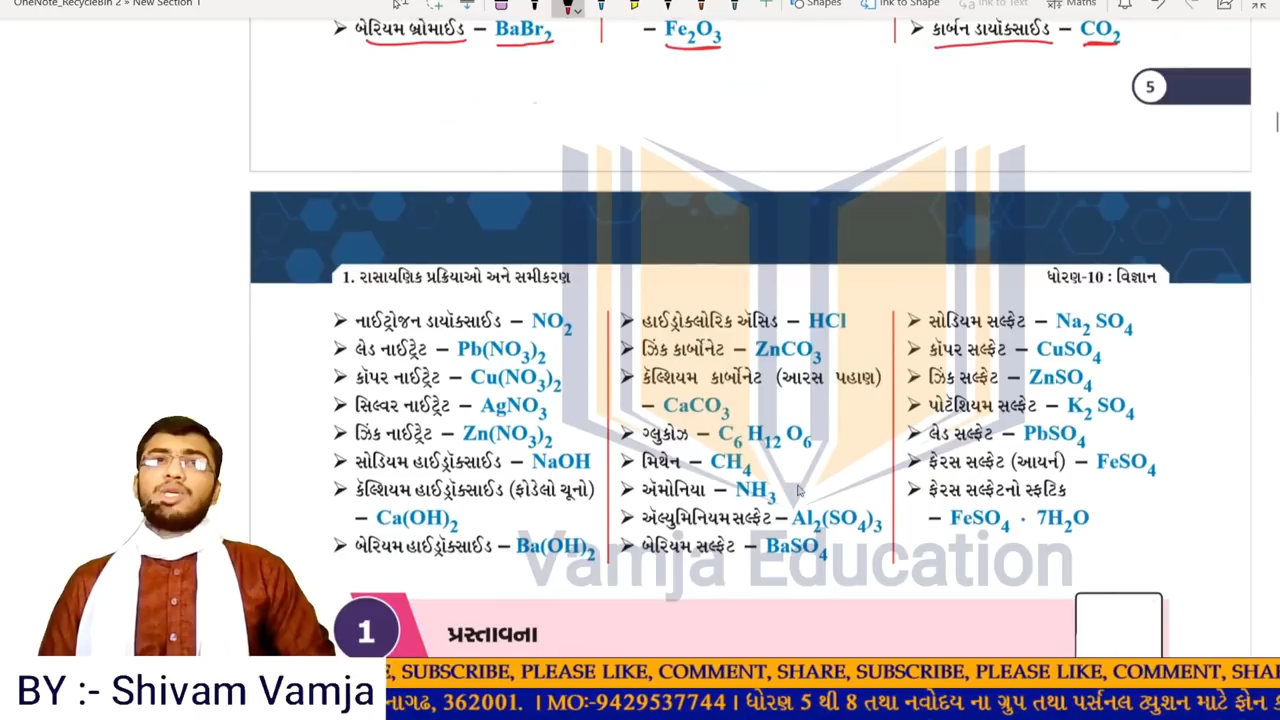 OneNote_RecycleBin 2 » New Section 1
Shapes Ink to Shape Ink to Text Maths
➤ બેરિયમ બ્રોમાઈડ – BaBr2
– Fe2O3
➤ કાર્બન ડાયૉક્સાઈડ – CO2
5
1. રાસાયણિક પ્રક્રિયાઓ અને સમીકરણ
ધોરણ-10 : વિજ્ઞાન
➤ નાઈટ્રોજન ડાયૉક્સાઈડ – NO2
➤ લેડ નાઈટ્રેટ – Pb(NO3)2
➤ કૉપર નાઈટ્રેટ – Cu(NO3)2
➤ સિલ્વર નાઈટ્રેટ – AgNO3
➤ ઝિંક નાઈટ્રેટ – Zn(NO3)2
➤ સોડિયમ હાઈડ્રૉક્સાઈડ – NaOH
➤ કૅલ્શિયમ હાઈડ્રૉક્સાઈડ (ફોડેલો ચૂનો)
– Ca(OH)2
➤ બેરિયમ હાઈડ્રૉક્સાઈડ – Ba(OH)2
➤ હાઈડ્રોક્લોરિક ઍસિડ – HCl
➤ ઝિંક કાર્બોનેટ – ZnCO3
➤ કૅલ્શિયમ કાર્બોનેટ (આરસ પહાણ)
– CaCO3
➤ ગ્લુકોઝ – C6 H12 O6
➤ મિથેન – CH4
➤ ઍમોનિયા – NH3
➤ ઍલ્યુમિનિયમ સલ્ફેટ – Al2(SO4)3
➤ બેરિયમ સલ્ફેટ – BaSO4
➤ સોડિયમ સલ્ફેટ – Na2 SO4
➤ કૉપર સલ્ફેટ – CuSO4
➤ ઝિંક સલ્ફેટ – ZnSO4
➤ પોટૅશિયમ સલ્ફેટ – K2 SO4
➤ લેડ સલ્ફેટ – PbSO4
➤ ફેરસ સલ્ફેટ (આયર્ન) – FeSO4
➤ ફેરસ સલ્ફેટનો સ્ફટિક
– FeSO4 · 7H2O
Vamja Education
1 પ્રસ્તાવના
BY :- Shivam Vamja
, SUBSCRIBE, PLEASE LIKE, COMMENT, SHARE, SUBSCRIBE, PLEASE LIKE, COMMENT, SHA
નાગઢ, 362001. | MO:-9429537744 | ધોરણ 5 થી 8 તથા નવોદય ના ગ્રુપ તથા પર્સનલ ટ્યુશન માટે ફોન